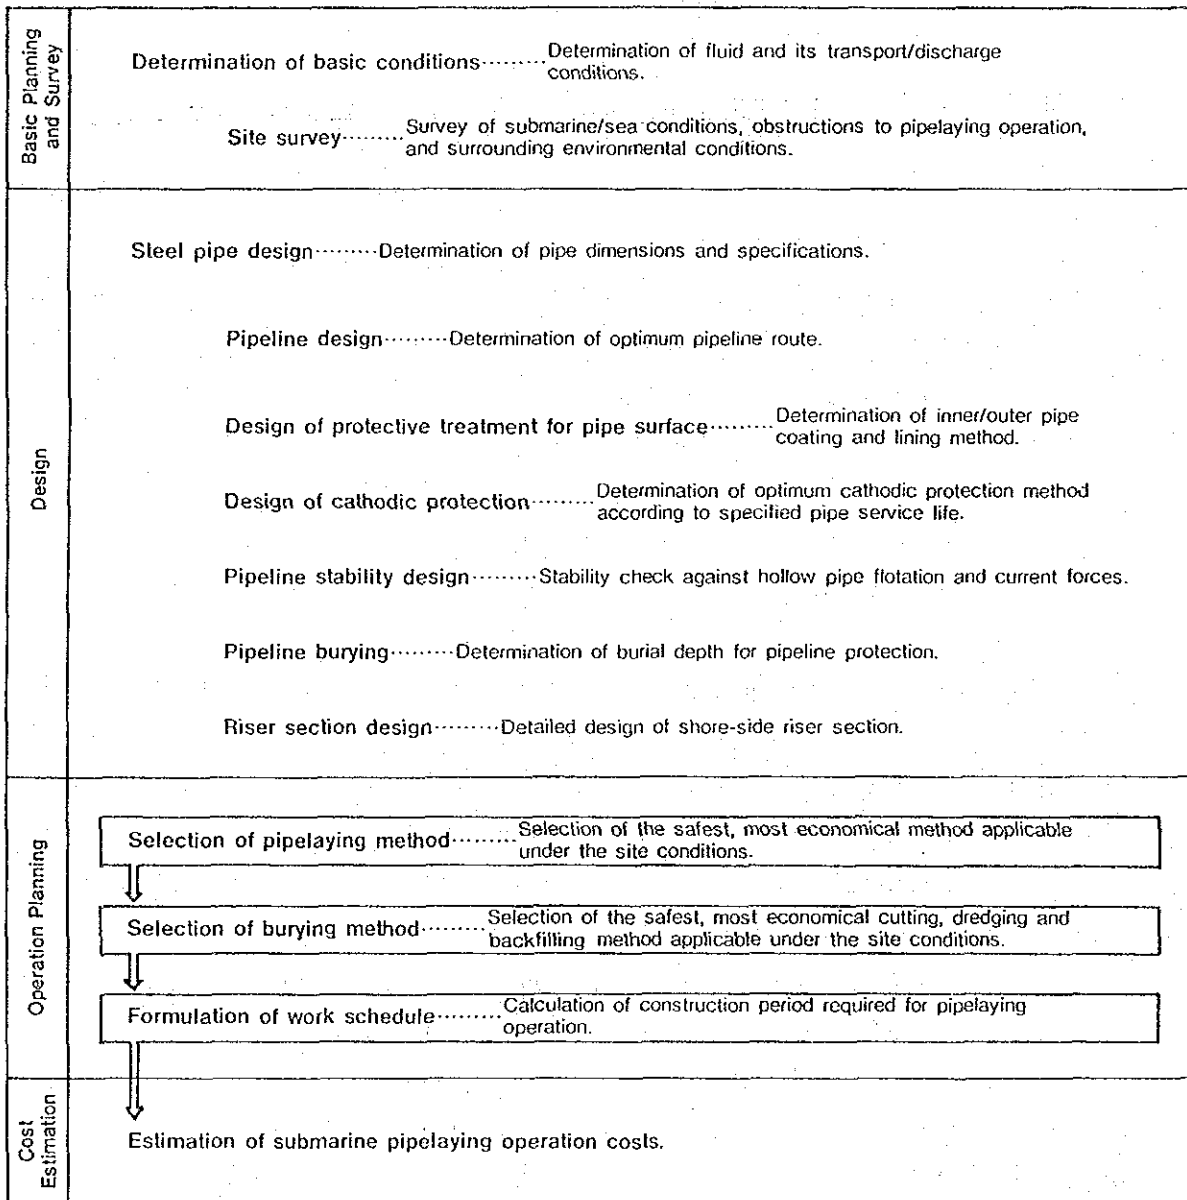 Basic Planning
and Survey
Determination of basic conditions·········Determination of fluid and its transport/discharge
conditions.
Site survey·········Survey of submarine/sea conditions, obstructions to pipelaying operation,
and surrounding environmental conditions.
Design
Steel pipe design·········Determination of pipe dimensions and specifications.
Pipeline design·········Determination of optimum pipeline route.
Design of protective treatment for pipe surface·········Determination of inner/outer pipe
coating and lining method.
Design of cathodic protection·········Determination of optimum cathodic protection method
according to specified pipe service life.
Pipeline stability design·········Stability check against hollow pipe flotation and current forces.
Pipeline burying·········Determination of burial depth for pipeline protection.
Riser section design·········Detailed design of shore-side riser section.
Operation Planning
Selection of pipelaying method·········Selection of the safest, most economical method applicable
under the site conditions.
Selection of burying method·········Selection of the safest, most economical cutting, dredging and
backfilling method applicable under the site conditions.
Formulation of work schedule·········Calculation of construction period required for pipelaying
operation.
Cost
Estimation
Estimation of submarine pipelaying operation costs.